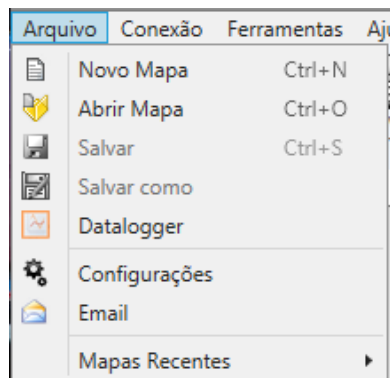 Arquivo Conexão Ferramentas
Novo Mapa Ctrl+N
Abrir Mapa Ctrl+O
Salvar Ctrl+S
Salvar como
Datalogger
Configurações
Email
Mapas Recentes